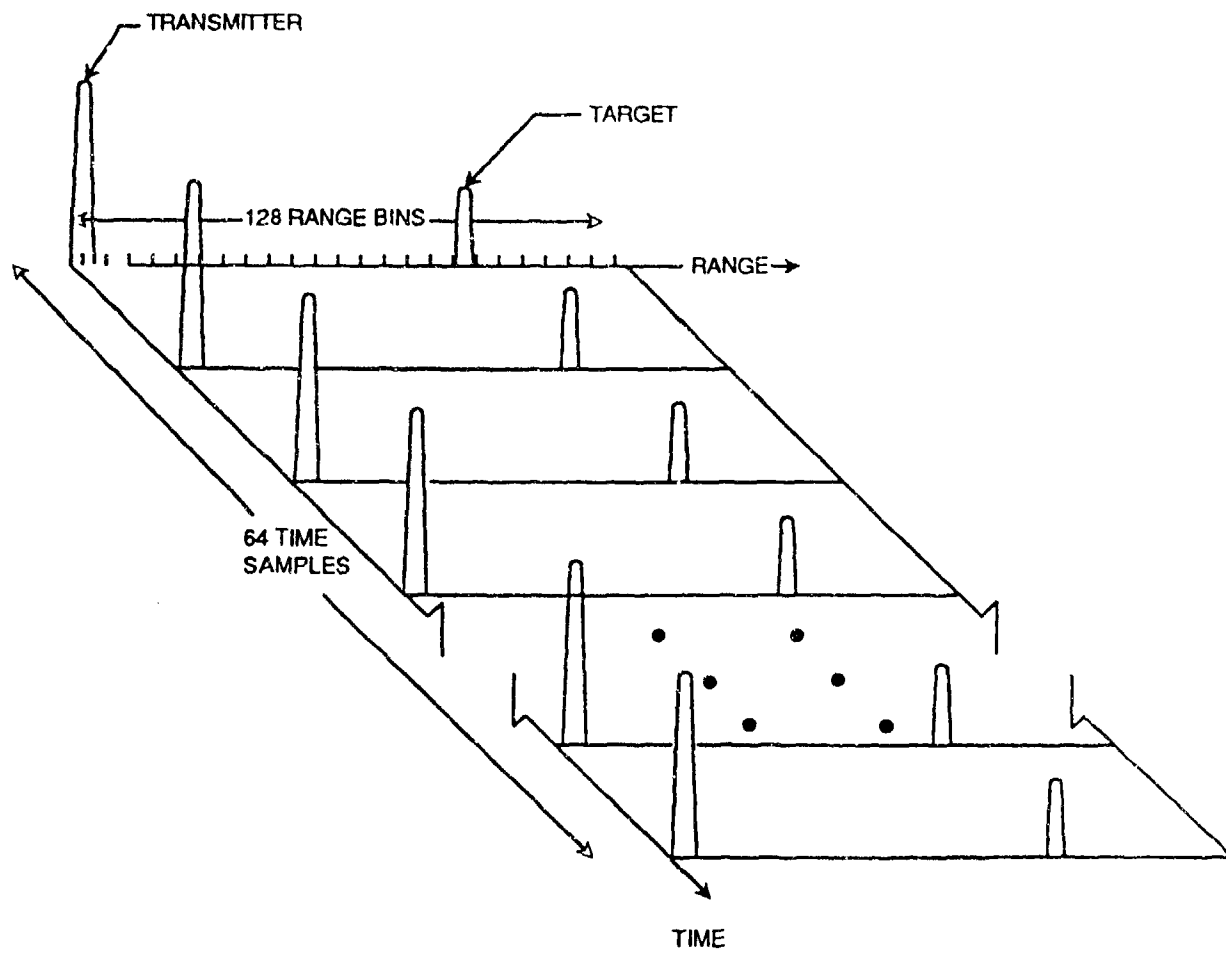 TRANSMITTER
TARGET
128 RANGE BINS
RANGE
64 TIME
SAMPLES
TIME